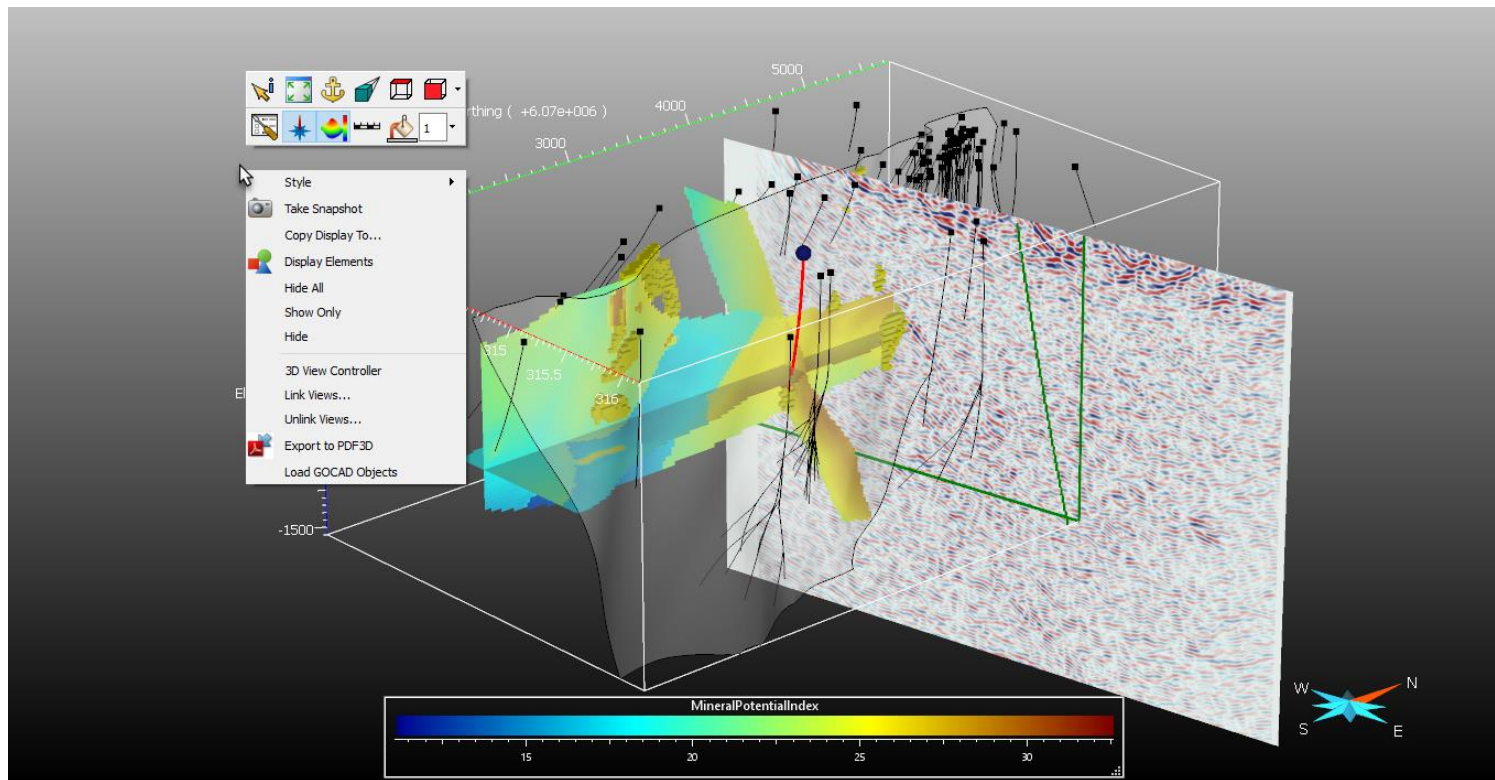 5000
4000
rthing ( +6.07e+006 )
3000
1
Style
Take Snapshot
Copy Display To...
Display Elements
Hide All
Show Only
Hide
315
315.5
316
3D View Controller
El
Link Views...
Unlink Views...
Export to PDF3D
Load GOCAD Objects
-1500
MineralPotentialIndex
15 20 25 30
W N
S E